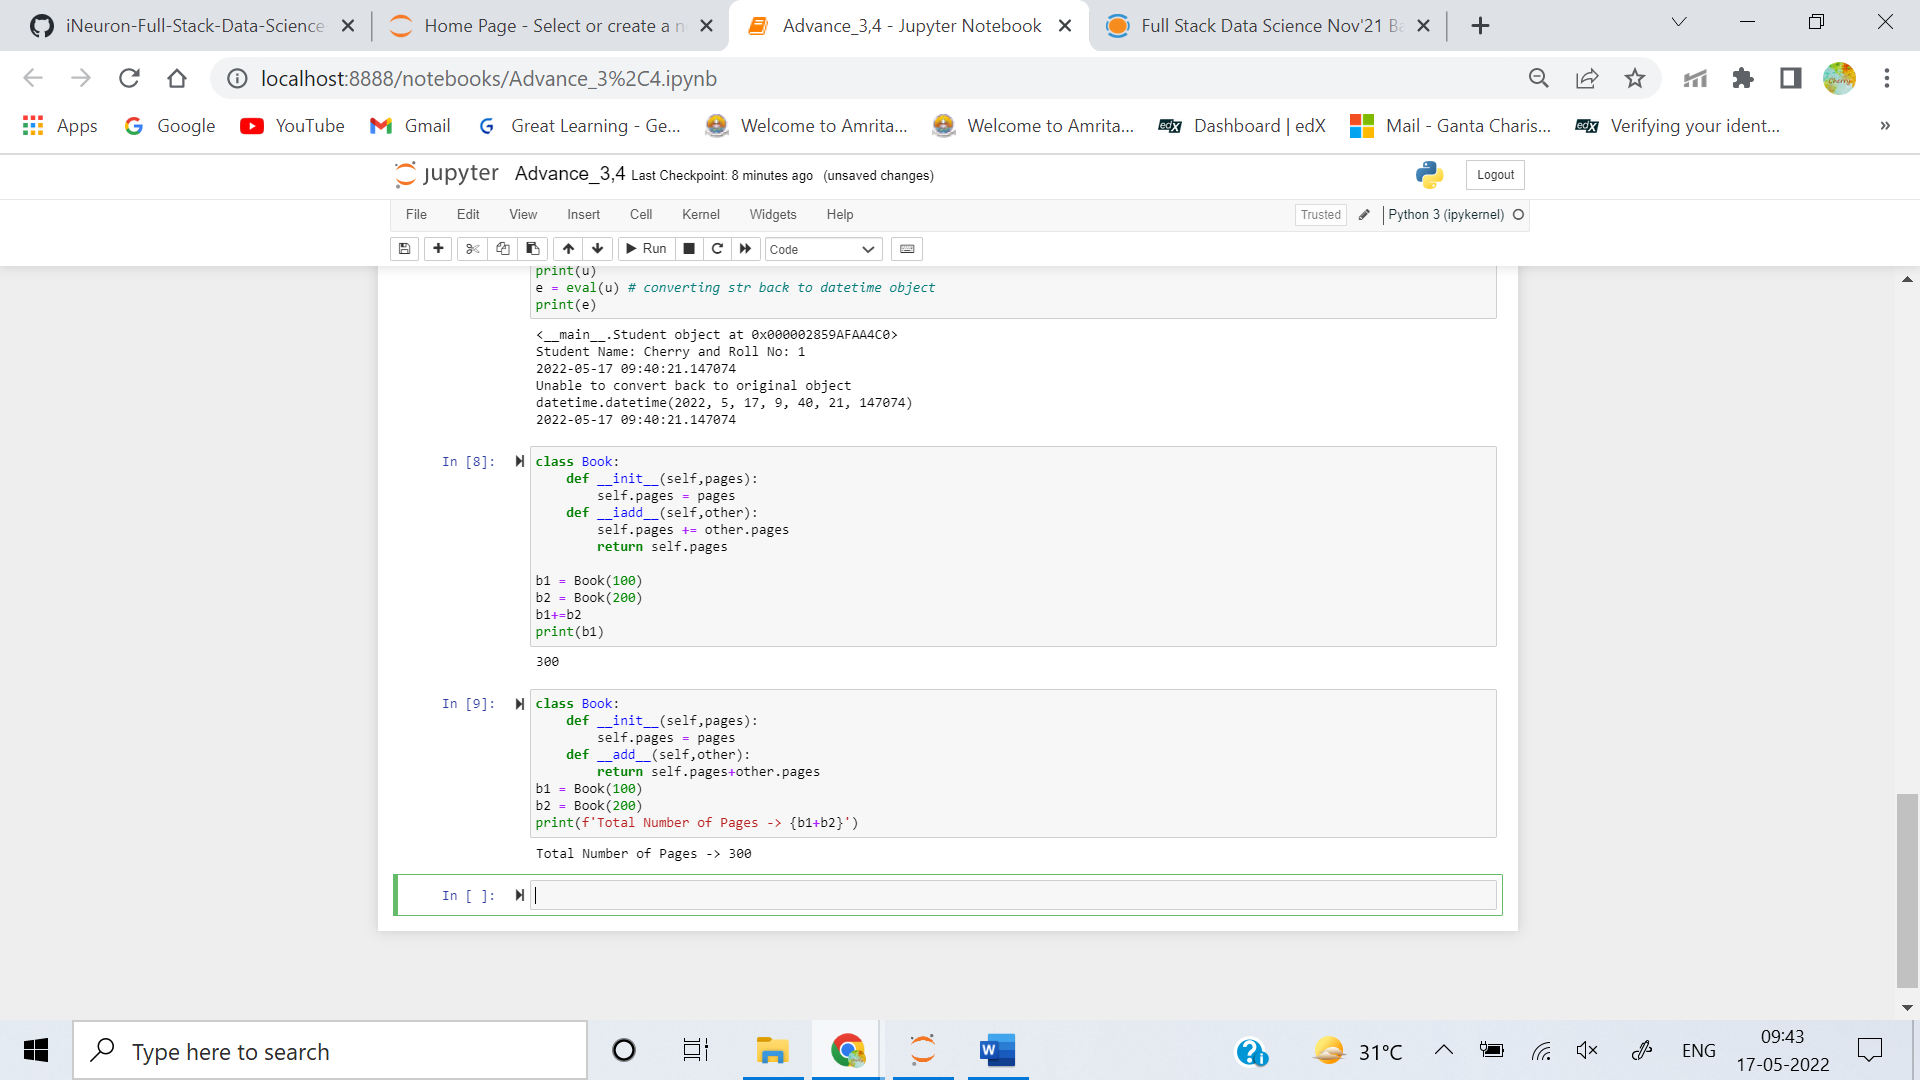 iNeuron-Full-Stack-Data-Science
Home Page - Select or create a n
Advance_3,4 - Jupyter Notebook
Full Stack Data Science Nov'21 Ba
localhost:8888/notebooks/Advance_3%2C4.ipynb
Apps
Google
YouTube
Gmail
Great Learning - Ge...
Welcome to Amrita...
Welcome to Amrita...
edX
Dashboard | edX
Mail - Ganta Charis...
edX
Verifying your ident...
»
jupyter
Advance_3,4 Last Checkpoint: 8 minutes ago (unsaved changes)
Logout
File Edit View Insert Cell Kernel Widgets Help
Trusted
Python 3 (ipykernel)
Run
Code
print(u)
e = eval(u) # converting str back to datetime object
print(e)
<__main__.Student object at 0x000002859AFAA4C0>
Student Name: Cherry and Roll No: 1
2022-05-17 09:40:21.147074
Unable to convert back to original object
datetime.datetime(2022, 5, 17, 9, 40, 21, 147074)
2022-05-17 09:40:21.147074
In [8]:
class Book:
def __init__(self,pages):
self.pages = pages
def __iadd__(self,other):
self.pages += other.pages
return self.pages
b1 = Book(100)
b2 = Book(200)
b1+=b2
print(b1)
300
In [9]:
class Book:
def __init__(self,pages):
self.pages = pages
def __add__(self,other):
return self.pages+other.pages
b1 = Book(100)
b2 = Book(200)
print(f'Total Number of Pages -> {b1+b2}')
Total Number of Pages -> 300
In [ ]:
Type here to search
31°C
ENG
09:43
17-05-2022